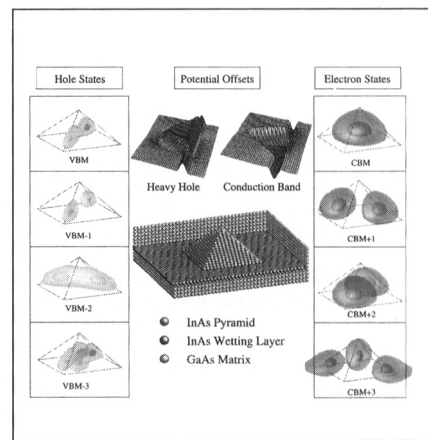 Hole States
Potential Offsets
Electron States
VBM
VBM-1
VBM-2
VBM-3
Heavy Hole
Conduction Band
InAs Pyramid
InAs Wetting Layer
GaAs Matrix
CBM
CBM+1
CBM+2
CBM+3